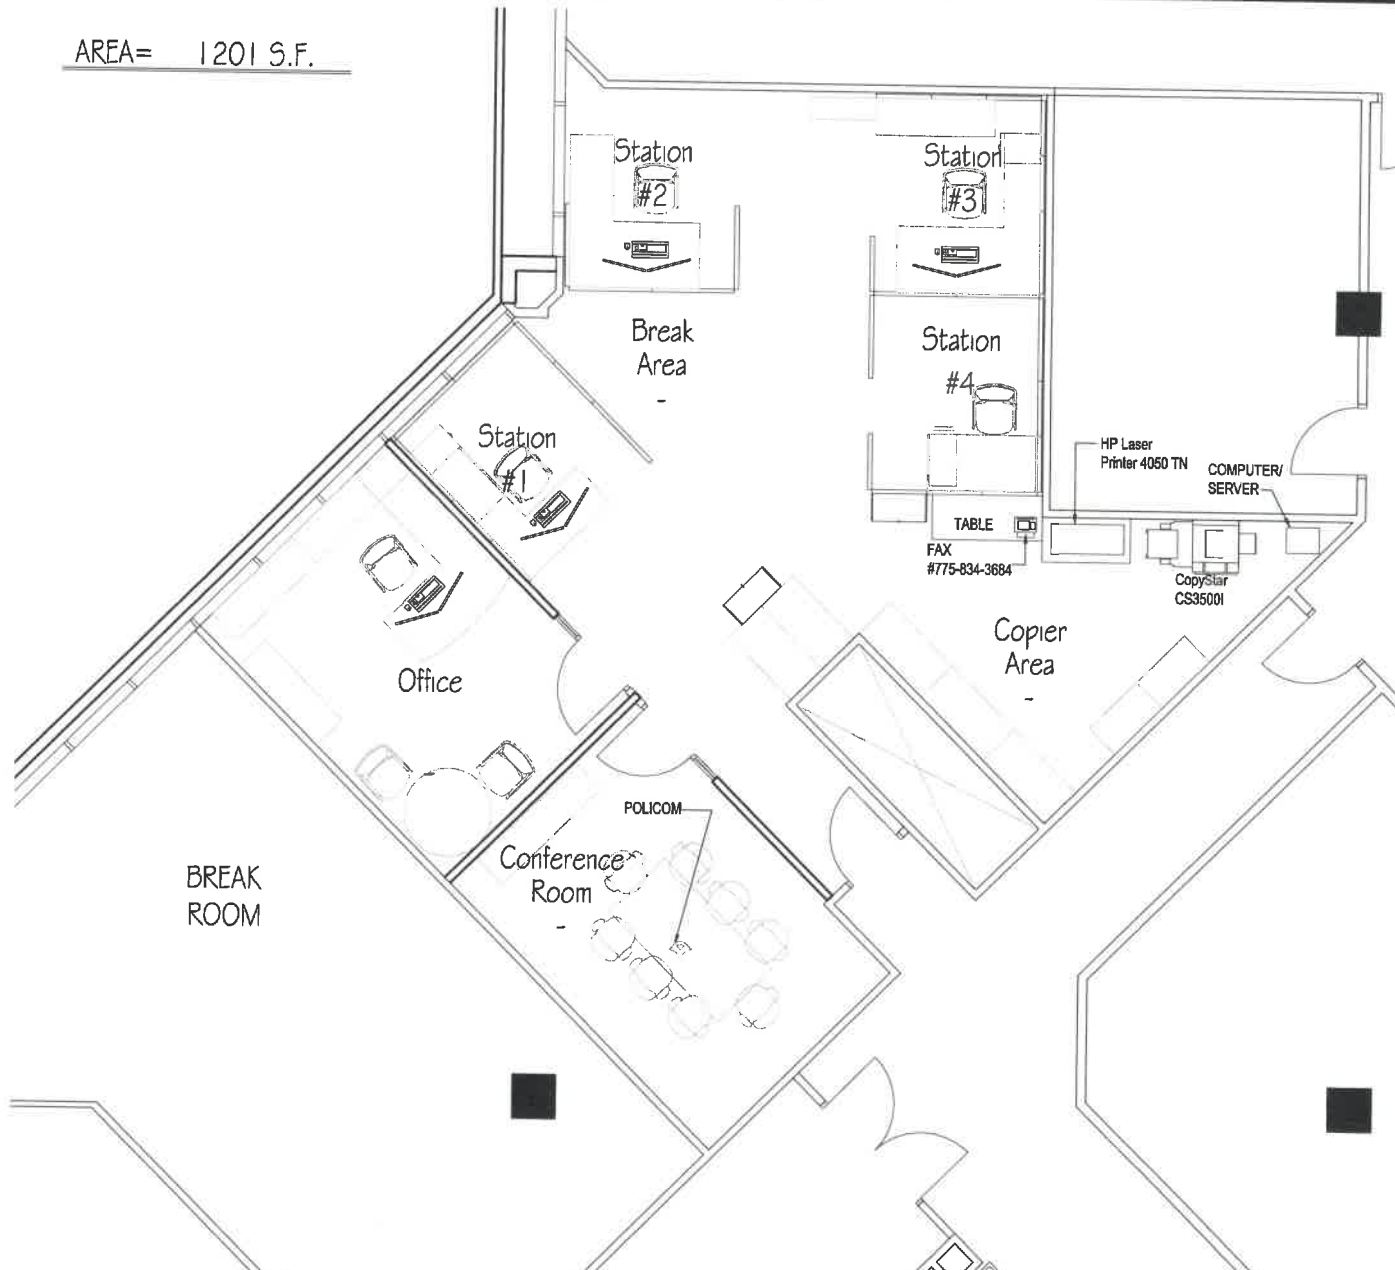 AREA= 1201 S.F.
Station
#2
Station
#3
Break
Area
-
Station
#4
Station
#1
HP Laser
Printer 4050 TN
COMPUTER/
SERVER
TABLE
FAX
#775-834-3684
CopyStar
CS3500I
Copier
Area
-
Office
POLICOM
Conference
Room
-
BREAK
ROOM